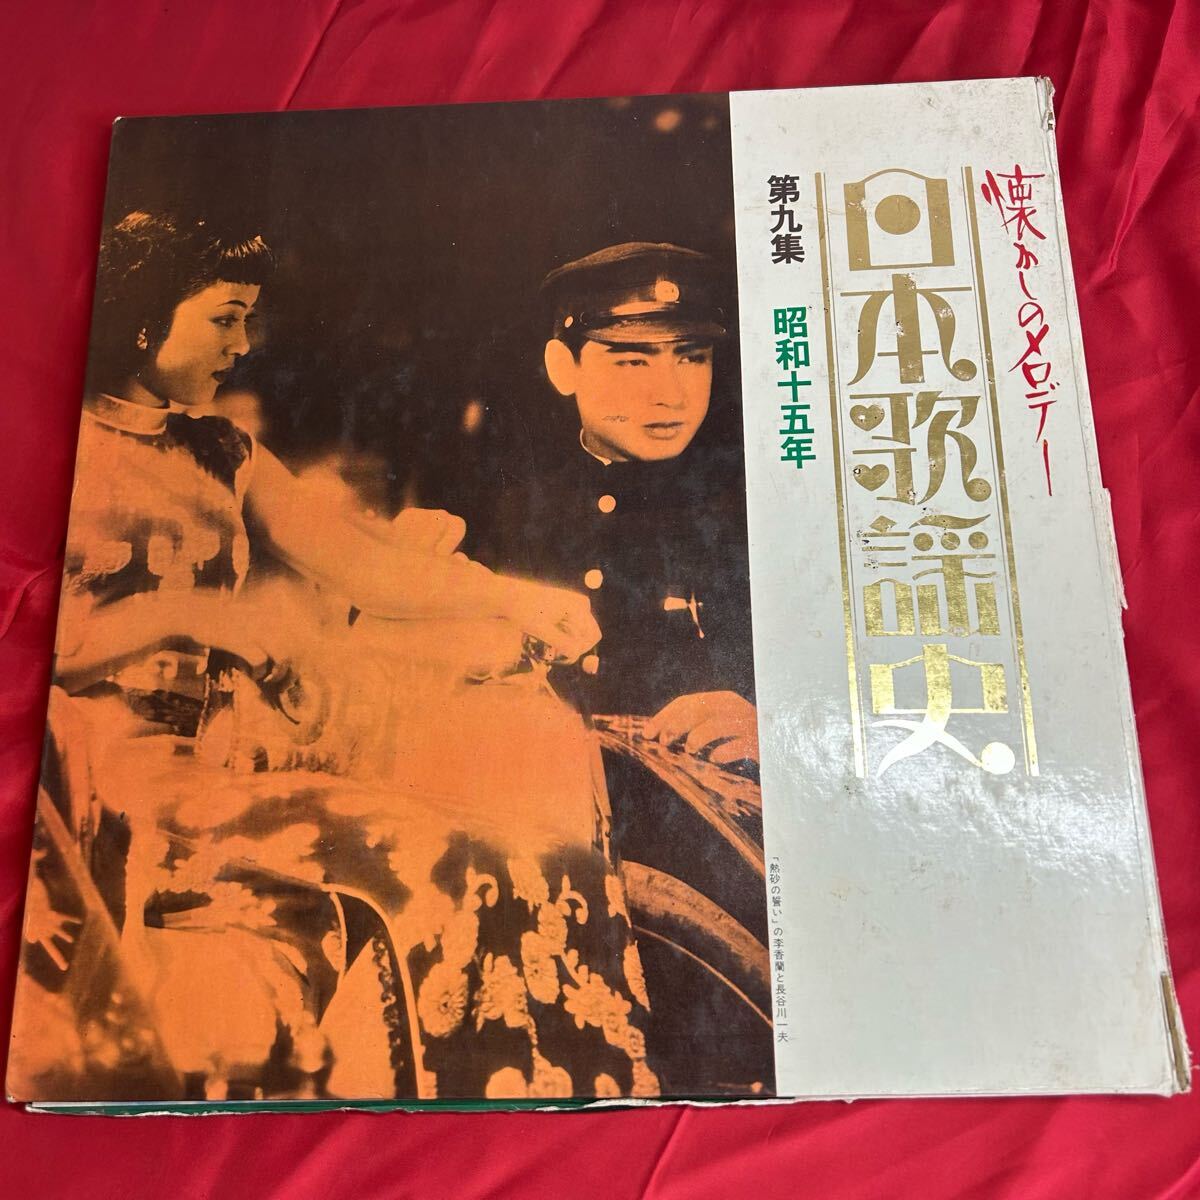 懐かしのメロディー
日本歌謡史
第九集 昭和十五年
「熱砂の誓い」の李香蘭と長谷川一夫